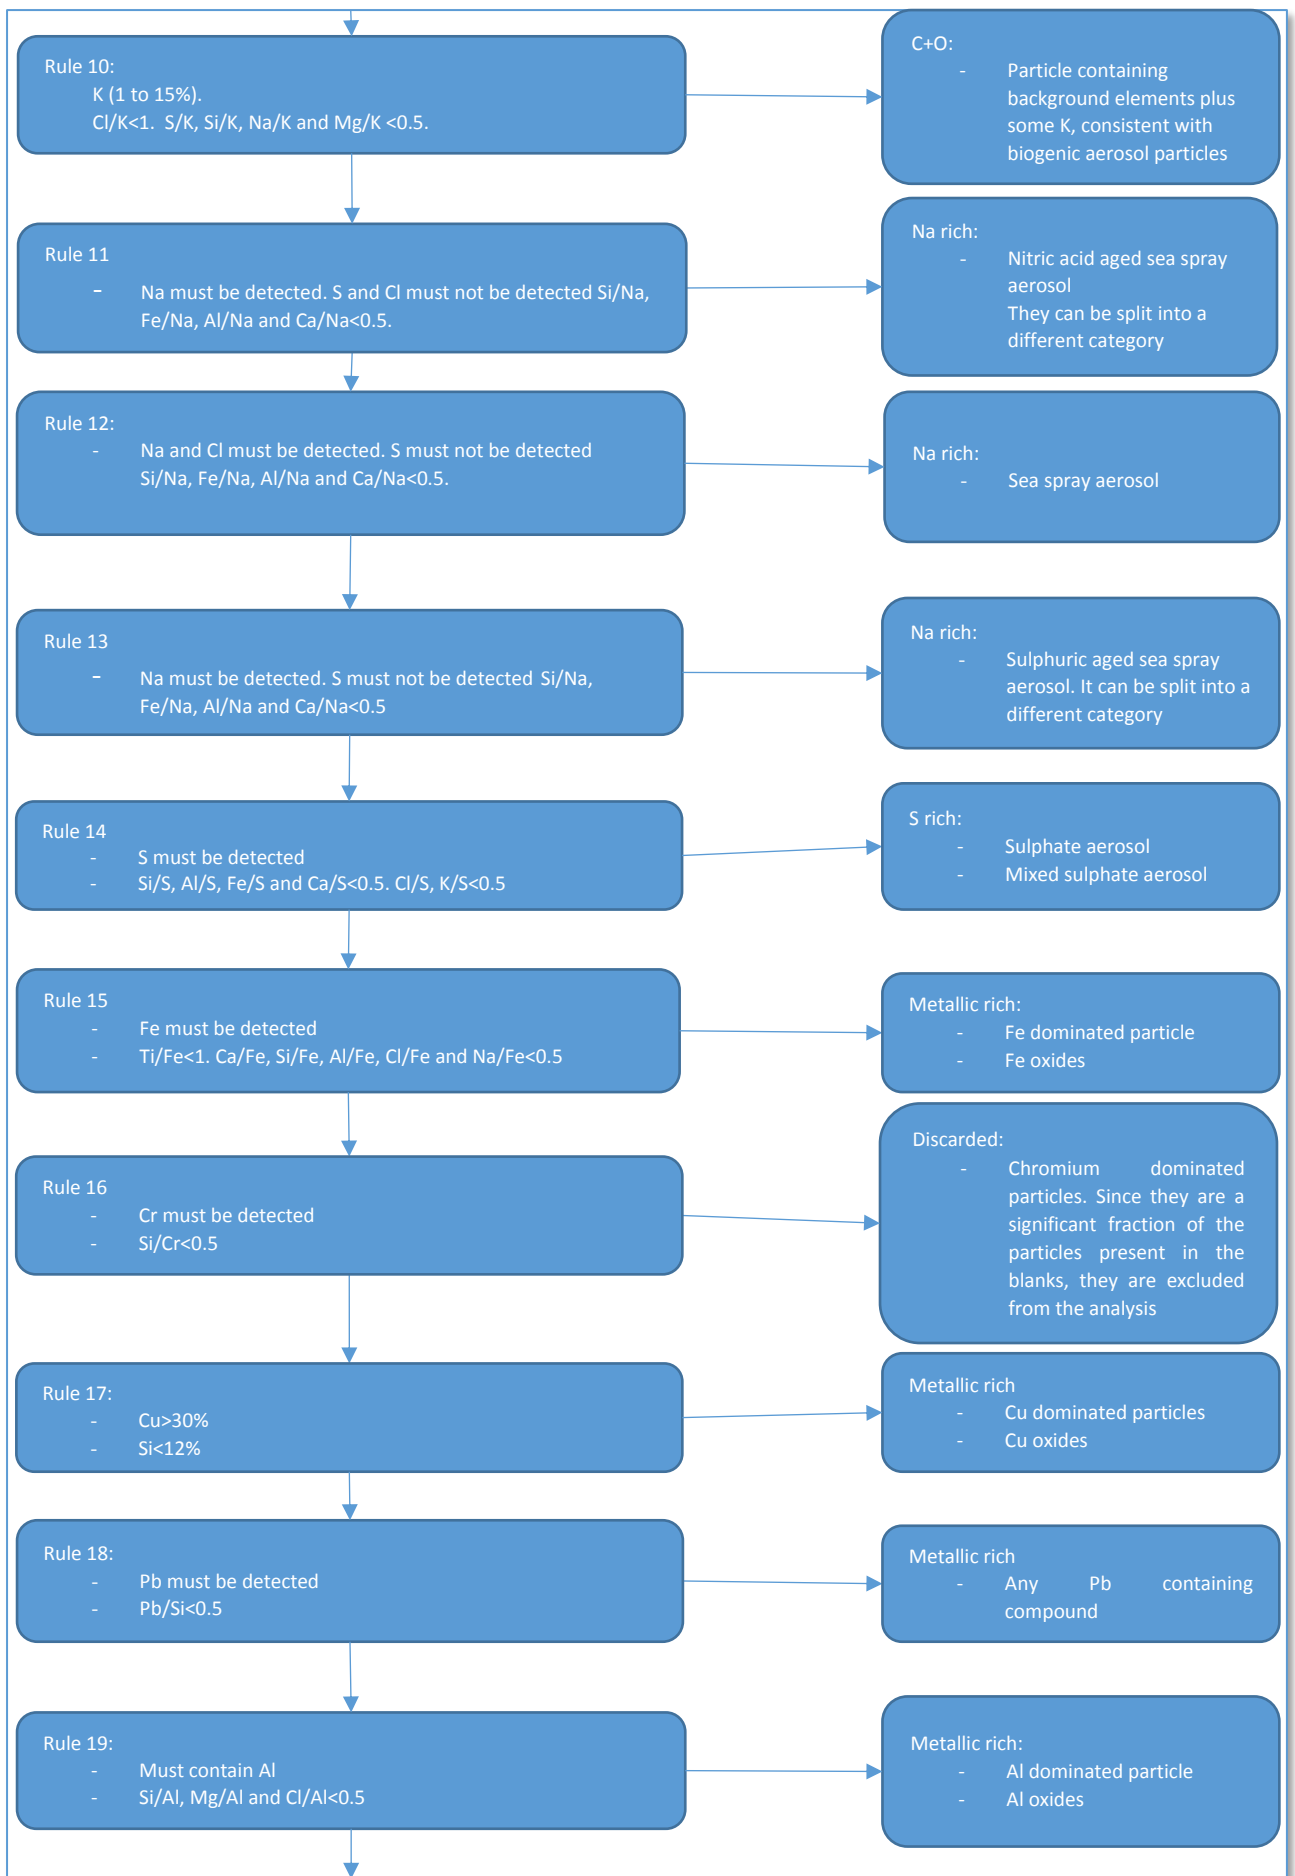 Rule 10:
K (1 to 15%).
Cl/K<1.  S/K, Si/K, Na/K and Mg/K <0.5.
C+O:
- Particle containing
background elements plus
some K, consistent with
biogenic aerosol particles
Rule 11
- Na must be detected. S and Cl must not be detected Si/Na,
Fe/Na, Al/Na and Ca/Na<0.5.
Na rich:
- Nitric acid aged sea spray
aerosol
They can be split into a
different category
Rule 12:
- Na and Cl must be detected. S must not be detected
Si/Na, Fe/Na, Al/Na and Ca/Na<0.5.
Na rich:
- Sea spray aerosol
Rule 13
- Na must be detected. S must not be detected Si/Na,
Fe/Na, Al/Na and Ca/Na<0.5
Na rich:
- Sulphuric aged sea spray
aerosol. It can be split into a
different category
Rule 14
- S must be detected
- Si/S, Al/S, Fe/S and Ca/S<0.5. Cl/S, K/S<0.5
S rich:
- Sulphate aerosol
- Mixed sulphate aerosol
Rule 15
- Fe must be detected
- Ti/Fe<1. Ca/Fe, Si/Fe, Al/Fe, Cl/Fe and Na/Fe<0.5
Metallic rich:
- Fe dominated particle
- Fe oxides
Rule 16
- Cr must be detected
- Si/Cr<0.5
Discarded:
- Chromium dominated
particles. Since they are a
significant fraction of the
particles present in the
blanks, they are excluded
from the analysis
Rule 17:
- Cu>30%
- Si<12%
Metallic rich
- Cu dominated particles
- Cu oxides
Rule 18:
- Pb must be detected
- Pb/Si<0.5
Metallic rich
- Any Pb containing
compound
Rule 19:
- Must contain Al
- Si/Al, Mg/Al and Cl/Al<0.5
Metallic rich:
- Al dominated particle
- Al oxides